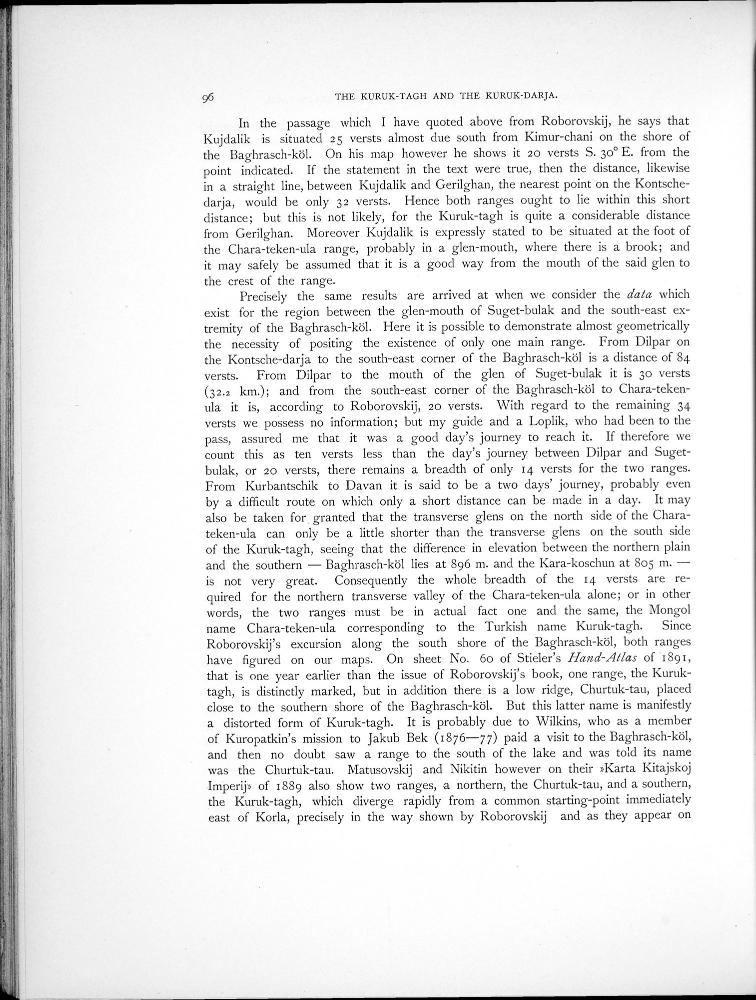 96
THE KURUK-TAGH AND THE KURUK-DARJA.
In the passage which I have quoted above from Roborovskij, he says that
Kujdalik is situated 25 versts almost due south from Kimur-chani on the shore of
the Baghrasch-köl. On his map however he shows it 20 versts S. 30° E. from the
point indicated. If the statement in the text were true, then the distance, likewise
in a straight line, between Kujdalik and Gerilghan, the nearest point on the Kontsche-
darja, would be only 32 versts. Hence both ranges ought to lie within this short
distance; but this is not likely, for the Kuruk-tagh is quite a considerable distance
from Gerilghan. Moreover Kujdalik is expressly stated to be situated at the foot of
the Chara-teken-ula range, probably in a glen-mouth, where there is a brook; and
it may safely be assumed that it is a good way from the mouth of the said glen to
the crest of the range.
Precisely the same results are arrived at when we consider the data which
exist for the region between the glen-mouth of Suget-bulak and the south-east ex-
tremity of the Baghrasch-köl. Here it is possible to demonstrate almost geometrically
the necessity of positing the existence of only one main range. From Dilpar on
the Kontsche-darja to the south-east corner of the Baghrasch-köl is a distance of 84
versts. From Dilpar to the mouth of the glen of Suget-bulak it is 30 versts
(32.2 km.); and from the south-east corner of the Baghrasch-köl to Chara-teken-
ula it is, according to Roborovskij, 20 versts. With regard to the remaining 34
versts we possess no information; but my guide and a Loplik, who had been to the
pass, assured me that it was a good day's journey to reach it. If therefore we
count this as ten versts less than the day's journey between Dilpar and Suget-
bulak, or 20 versts, there remains a breadth of only 14 versts for the two ranges.
From Kurbantschik to Davan it is said to be a two days' journey, probably even
by a difficult route on which only a short distance can be made in a day. It may
also be taken for granted that the transverse glens on the north side of the Chara-
teken-ula can only be a little shorter than the transverse glens on the south side
of the Kuruk-tagh, seeing that the difference in elevation between the northern plain
and the southern — Baghrasch-köl lies at 896 m. and the Kara-koschun at 805 m. —
is not very great. Consequently the whole breadth of the 14 versts are re-
quired for the northern transverse valley of the Chara-teken-ula alone; or in other
words, the two ranges must be in actual fact one and the same, the Mongol
name Chara-teken-ula corresponding to the Turkish name Kuruk-tagh. Since
Roborovskij's excursion along the south shore of the Baghrasch-köl, both ranges
have figured on our maps. On sheet No. 60 of Stieler's Hand-Atlas of 1891,
that is one year earlier than the issue of Roborovskij's book, one range, the Kuruk-
tagh, is distinctly marked, but in addition there is a low ridge, Churtuk-tau, placed
close to the southern shore of the Baghrasch-köl. But this latter name is manifestly
a distorted form of Kuruk-tagh. It is probably due to Wilkins, who as a member
of Kuropatkin's mission to Jakub Bek (1876—77) paid a visit to the Baghrasch-köl,
and then no doubt saw a range to the south of the lake and was told its name
was the Churtuk-tau. Matusovskij and Nikitin however on their »Karta Kitajskoj
Imperij» of 1889 also show two ranges, a northern, the Churtuk-tau, and a southern,
the Kuruk-tagh, which diverge rapidly from a common starting-point immediately
east of Korla, precisely in the way shown by Roborovskij and as they appear on